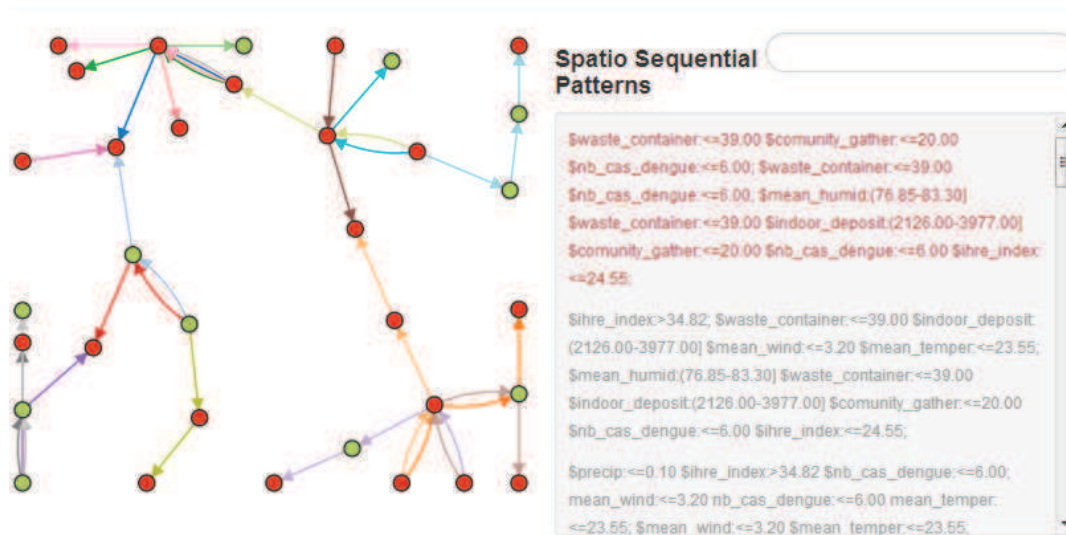 Spatio Sequential
Patterns
$waste_container:<=39.00 $comunity_gather:<=20.00
$nb_cas_dengue:<=6.00; $waste_container:<=39.00
$nb_cas_dengue:<=6.00; $mean_humid:(76.85-83.30]
$waste_container:<=39.00 $indoor_deposit:(2126.00-3977.00]
$comunity_gather:<=20.00 $nb_cas_dengue:<=6.00 $ihre_index:
<=24.55;
$ihre_index:>34.82; $waste_container:<=39.00 $indoor_deposit:
(2126.00-3977.00] $mean_wind:<=3.20 $mean_temper:<=23.55;
$mean_humid:(76.85-83.30] $waste_container:<=39.00
$indoor_deposit:(2126.00-3977.00] $comunity_gather:<=20.00
$nb_cas_dengue:<=6.00 $ihre_index:<=24.55;
$precip:<=0.10 $ihre_index:>34.82 $nb_cas_dengue:<=6.00;
mean_wind:<=3.20 nb_cas_dengue:<=6.00 mean_temper:
<=23.55; $mean_wind:<=3.20 $mean_temper:<=23.55;